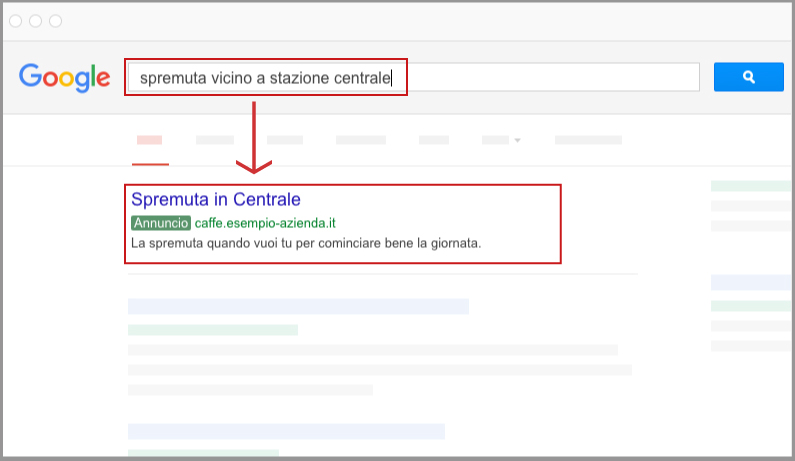 Google
spremuta vicino a stazione centrale
Spremuta in Centrale
Annuncio caffe.esempio-azienda.it
La spremuta quando vuoi tu per cominciare bene la giornata.